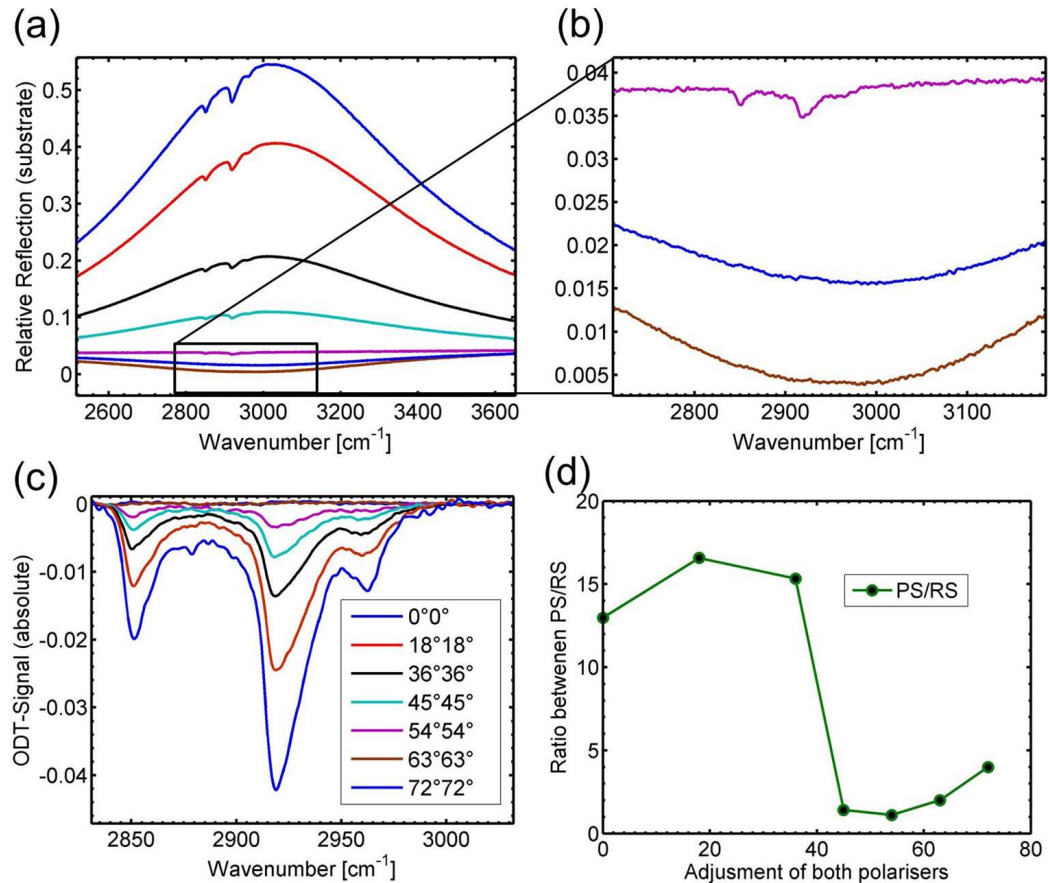 (a)
Relative Reflection (substrate)
0.5
0.4
0.3
0.2
0.1
0
2600 2800 3000 3200 3400 3600
Wavenumber [cm⁻¹]
(b)
0.04
0.035
0.03
0.025
0.02
0.015
0.01
0.005
2800 2900 3000 3100
Wavenumber [cm⁻¹]
(c)
ODT-Signal (absolute)
0
-0.01
-0.02
-0.03
-0.04
2850 2900 2950 3000
Wavenumber [cm⁻¹]
0°0°
18°18°
36°36°
45°45°
54°54°
63°63°
72°72°
(d)
Ratio betwenen PS/RS
20
15
10
5
0
0 20 40 60 80
Adjusment of both polarisers
PS/RS